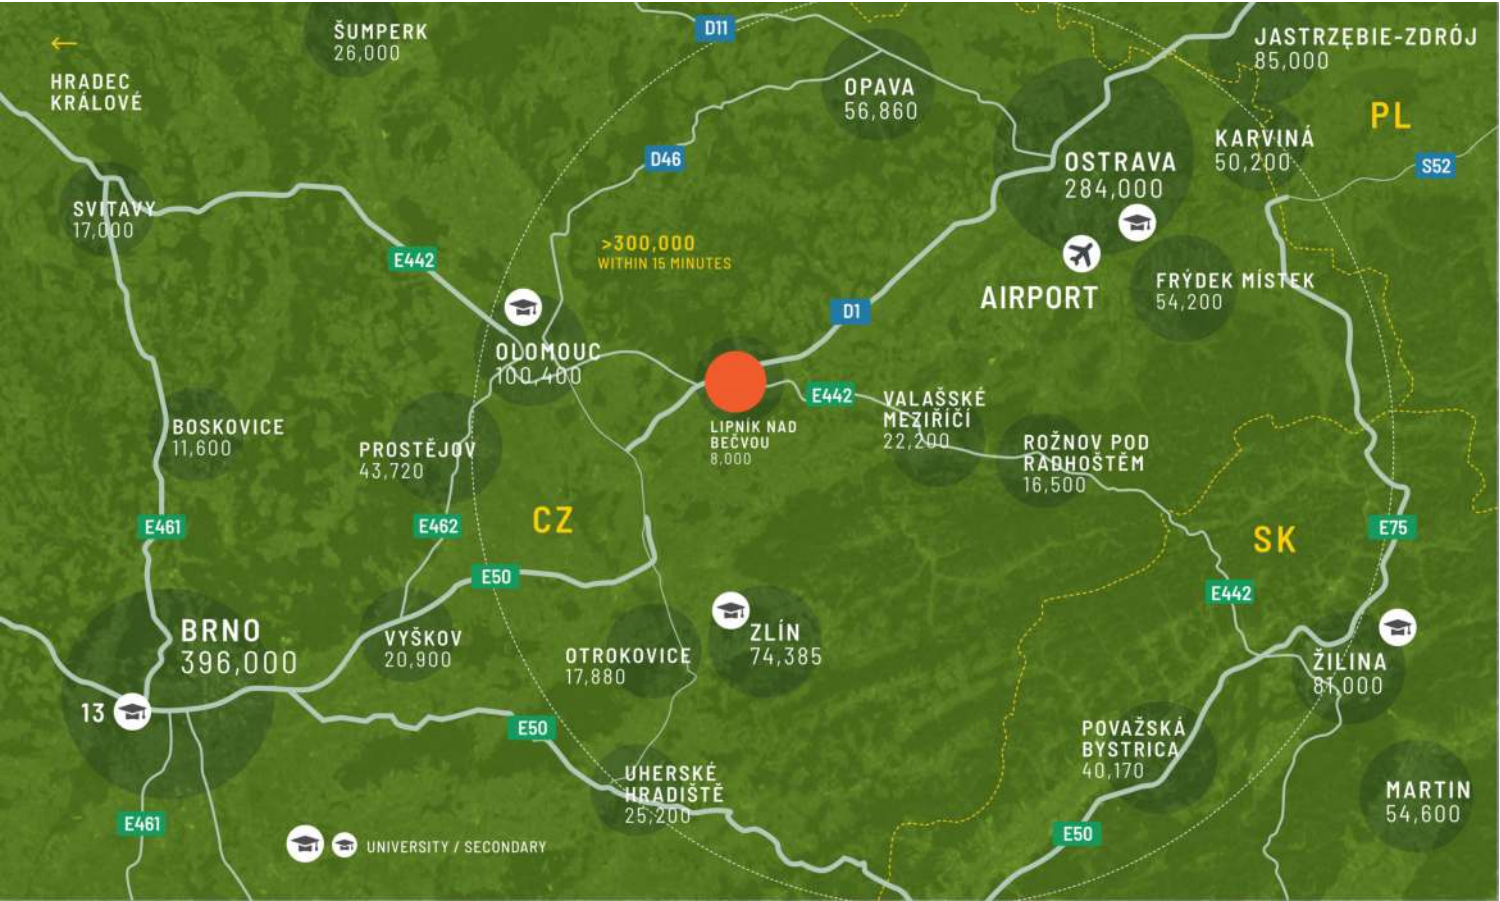 ←
HRADEC
KRÁLOVÉ
ŠUMPERK
26,000
D11
OPAVA
56,860
JASTRZĘBIE-ZDRÓJ
85,000
PL
KARVINÁ
50,200
S52
D46
OSTRAVA
284,000
SVITAVY
17,000
E442
>300,000
WITHIN 15 MINUTES
AIRPORT
FRÝDEK MÍSTEK
54,200
D1
OLOMOUC
100,400
E442
VALAŠSKÉ
MEZIŘÍČÍ
22,200
LIPNÍK NAD
BEČVOU
8,000
BOSKOVICE
11,600
PROSTĚJOV
43,720
ROŽNOV POD
RADHOŠTĚM
16,500
E461
E462
CZ
SK
E75
E50
E442
BRNO
396,000
VYŠKOV
20,900
OTROKOVICE
17,880
ZLÍN
74,385
ŽILINA
81,000
13
E50
POVAŽSKÁ
BYSTRICA
40,170
UHERSKÉ
HRADIŠTĚ
25,200
MARTIN
54,600
E461
E50
UNIVERSITY / SECONDARY